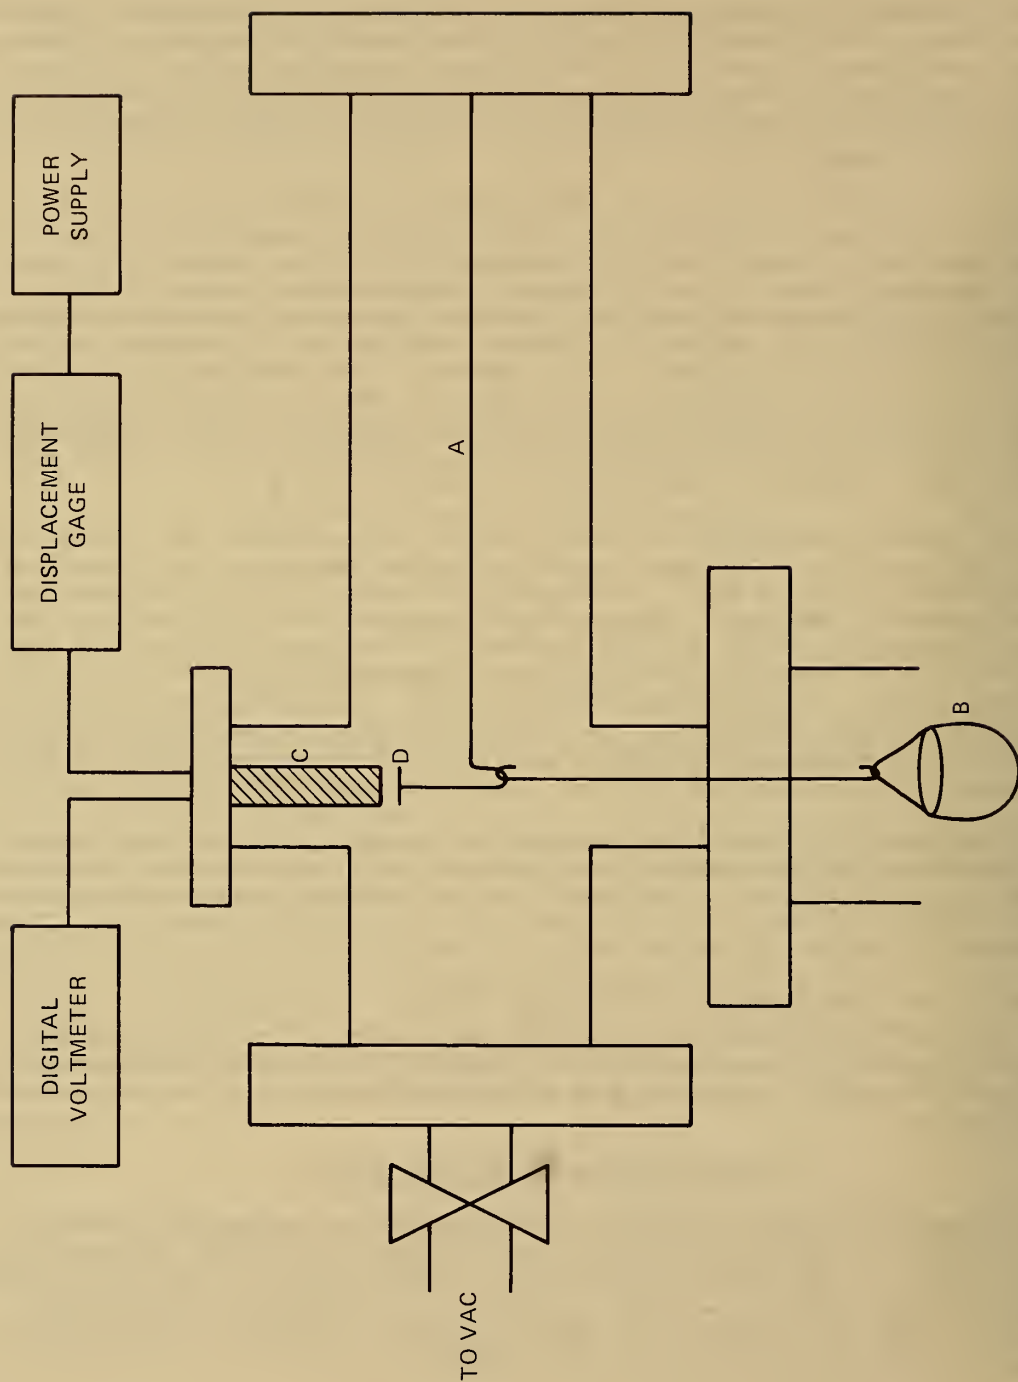 DIGITAL
VOLTMETER
DISPLACEMENT
GAGE
POWER
SUPPLY
C
D
A
B
TO VAC